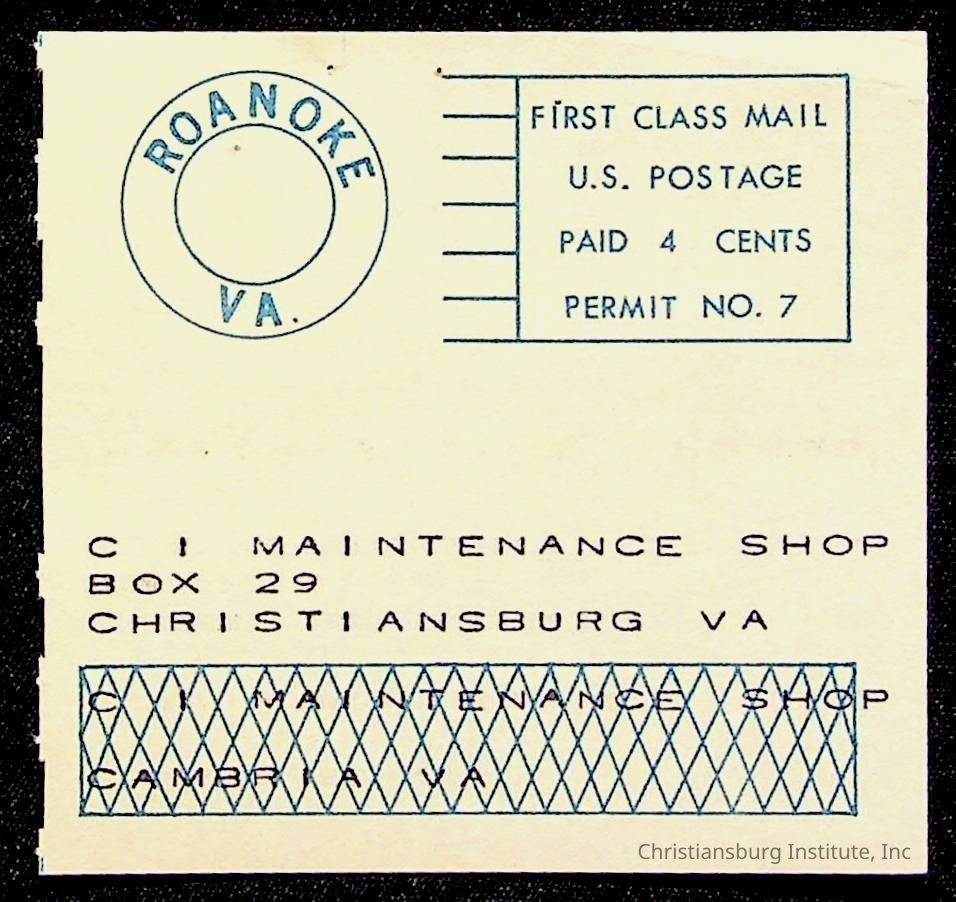 ROANOKE
VA.
FIRST CLASS MAIL
U.S. POSTAGE
PAID 4 CENTS
PERMIT NO. 7
C I MAINTENANCE SHOP
BOX 29
CHRISTIANSBURG VA
C I MAINTENANCE SHOP
CAMBRIA VA
Christiansburg Institute, Inc